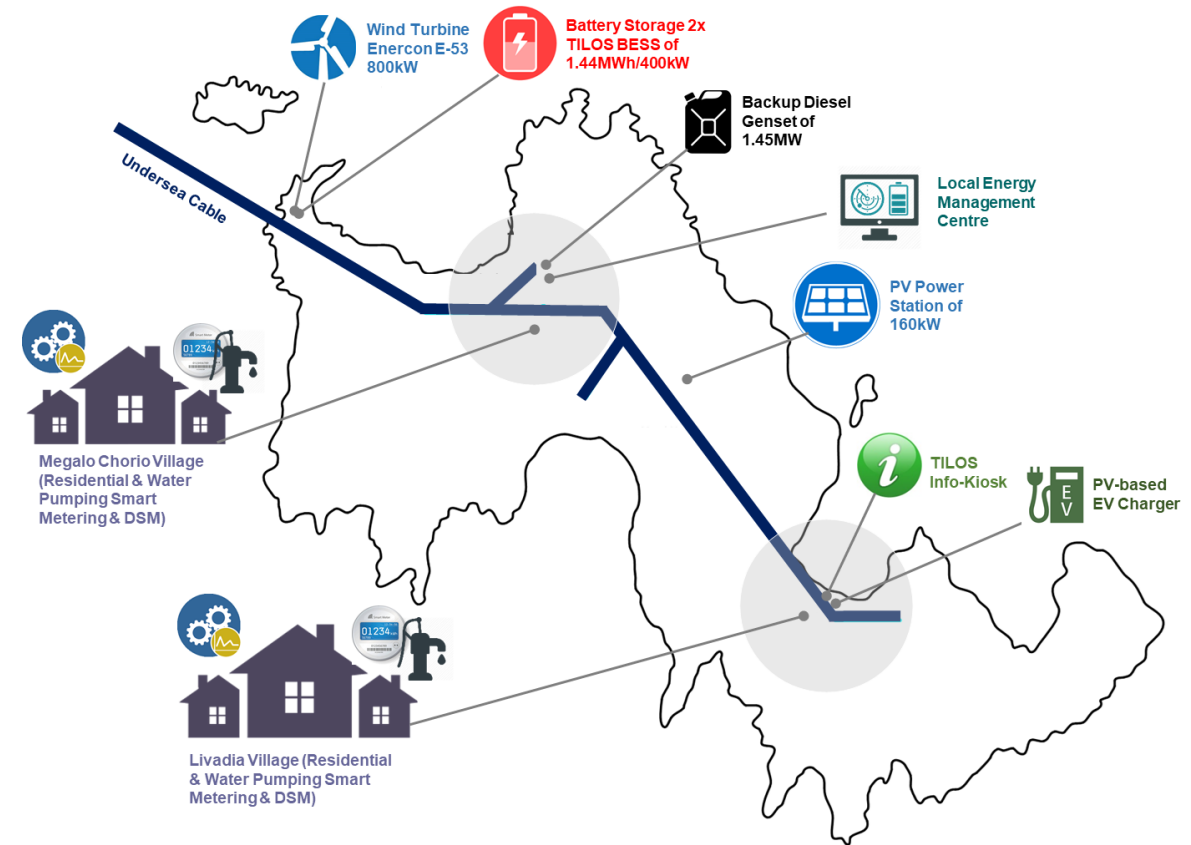 Wind Turbine
Enercon E-53
800kW
Battery Storage 2x
TILOS BESS of
1.44MWh/400kW
Backup Diesel
Genset of
1.45MW
Undersea Cable
Local Energy
Management
Centre
PV Power
Station of
160kW
01234
Megalo Chorio Village
(Residential & Water
Pumping Smart
Metering & DSM)
TILOS
Info-Kiosk
i
E
V
PV-based
EV Charger
01234
Livadia Village (Residential
& Water Pumping Smart
Metering & DSM)